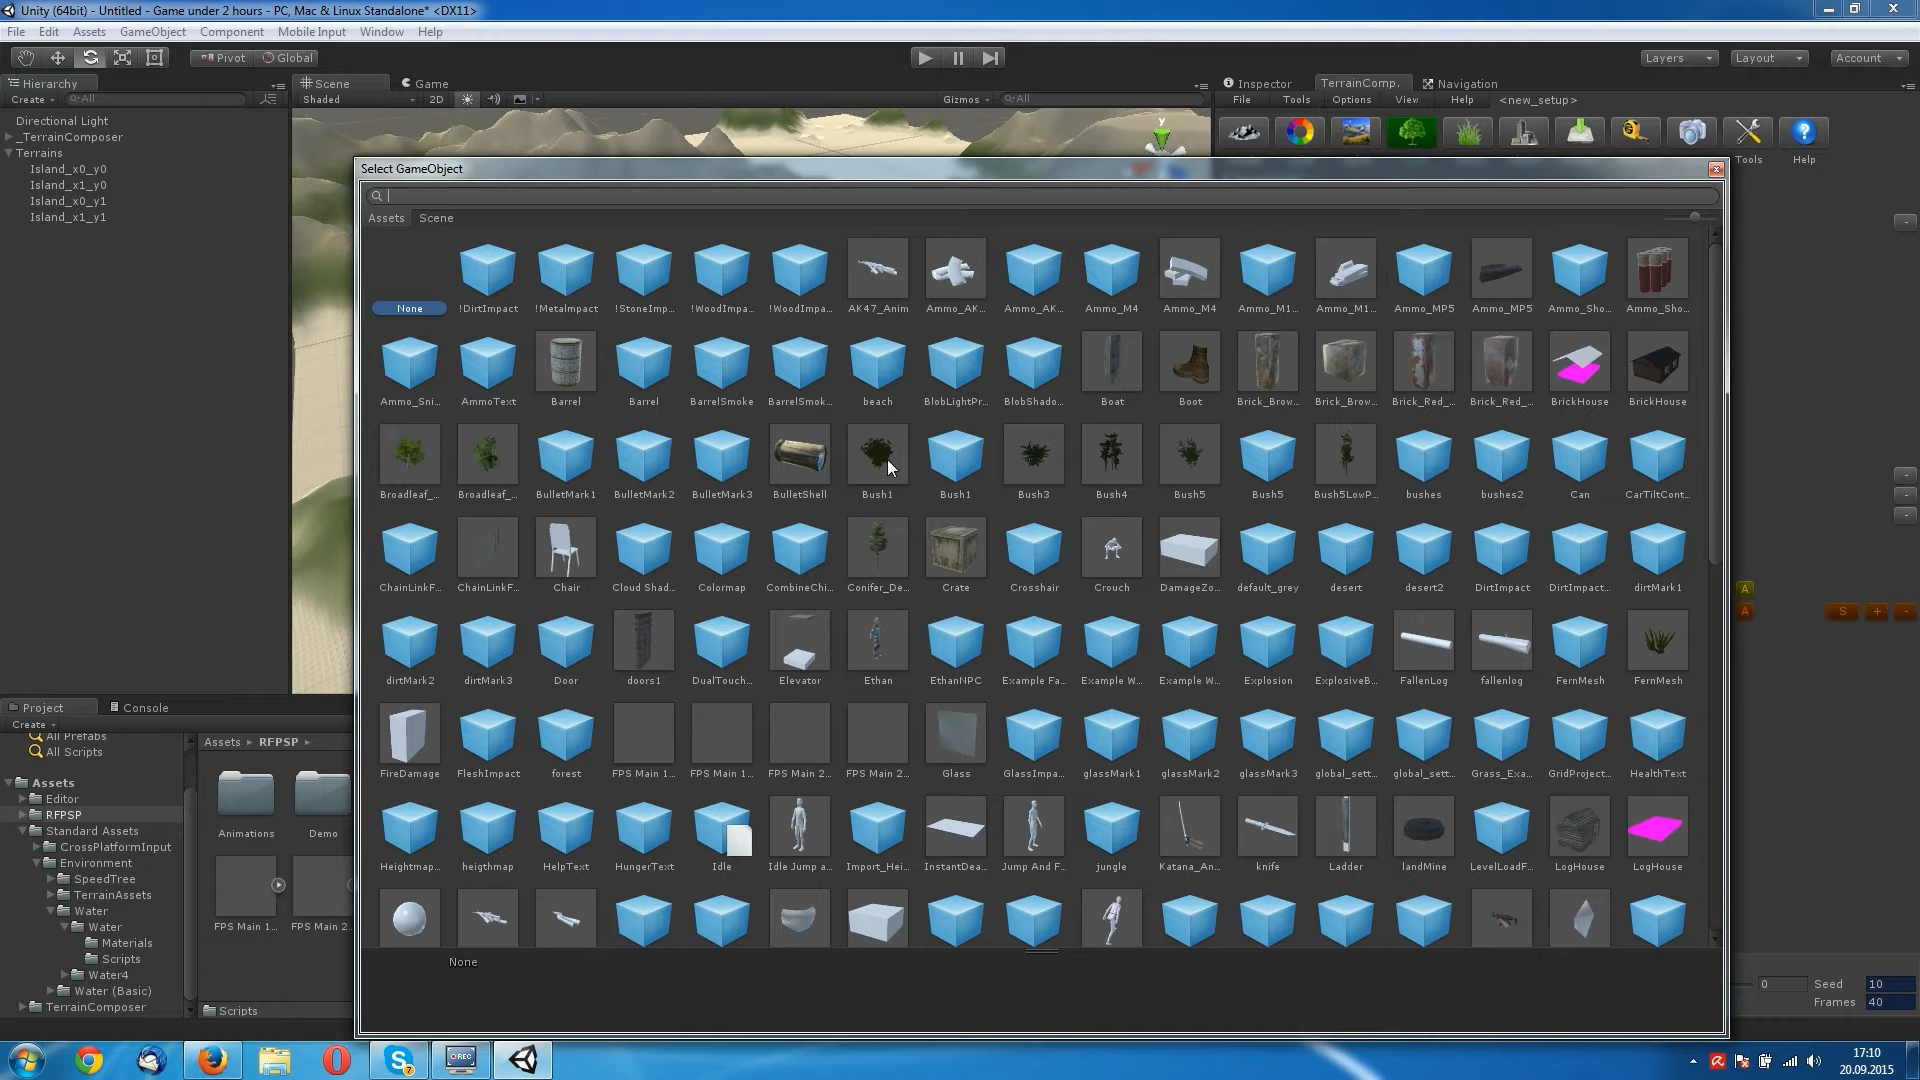 Unity (64bit) - Untitled - Game under 2 hours - PC, Mac & Linux Standalone* <DX11>
File Edit Assets GameObject Component Mobile Input Window Help
Pivot Global Layers Layout Account
Hierarchy Scene Game Inspector TerrainComp. Navigation
Create All Shaded 2D Gizmos All File Tools Options View Help <new_setup>
Directional Light
_TerrainComposer
Terrains
Island_x0_y0
Island_x1_y0
Island_x0_y1
Island_x1_y1
y
Tools Help
Select GameObject
Assets Scene
None !DirtImpact !MetalImpact !StoneImp... !WoodImpa... !WoodImpa... AK47_Anim Ammo_AK... Ammo_AK... Ammo_M4 Ammo_M4 Ammo_M1... Ammo_M1... Ammo_MP5 Ammo_MP5 Ammo_Sho... Ammo_Sho...
Ammo_Sni... AmmoText Barrel Barrel BarrelSmoke BarrelSmok... beach BlobLightPr... BlobShado... Boat Boot Brick_Brow... Brick_Brow... Brick_Red_... Brick_Red_... BrickHouse BrickHouse
Broadleaf_... Broadleaf_... BulletMark1 BulletMark2 BulletMark3 BulletShell Bush1 Bush1 Bush3 Bush4 Bush5 Bush5 Bush5LowP... bushes bushes2 Can CarTiltCont...
ChainLinkF... ChainLinkF... Chair Cloud Shad... Colormap CombineChi... Conifer_De... Crate Crosshair Crouch DamageZo... default_grey desert desert2 DirtImpact DirtImpact... dirtMark1
dirtMark2 dirtMark3 Door doors1 DualTouch... Elevator Ethan EthanNPC Example Fa... Example W... Example W... Explosion ExplosiveB... FallenLog fallenlog FernMesh FernMesh
FireDamage FleshImpact forest FPS Main 1... FPS Main 1... FPS Main 2... FPS Main 2... Glass GlassImpa... glassMark1 glassMark2 glassMark3 global_sett... global_sett... Grass_Exa... GridProject... HealthText
Heightmap... heigthmap HelpText HungerText Idle Idle Jump a... Import_Hei... InstantDea... Jump And F... jungle Katana_An... knife Ladder landMine LevelLoadF... LogHouse LogHouse
None
A
A S + -
0 Seed 10
Frames 40
Project Console
Create
All Prefabs
All Scripts
Assets
Editor
RFPSP
Standard Assets
CrossPlatformInput
Environment
SpeedTree
TerrainAssets
Water
Water
Materials
Scripts
Water4
Water (Basic)
TerrainComposer
Assets RFPSP
Animations Demo
FPS Main 1... FPS Main 2...
Scripts
REC
17:10
20.09.2015